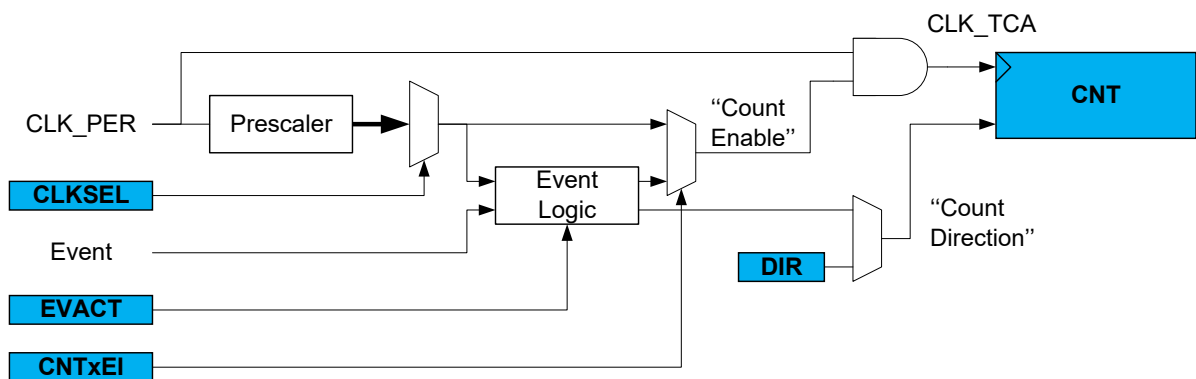 CLK_TCA
CNT
CLK_PER
Prescaler
“Count
Enable”
CLKSEL
Event
Logic
Event
“Count
Direction”
DIR
EVACT
CNTxEI